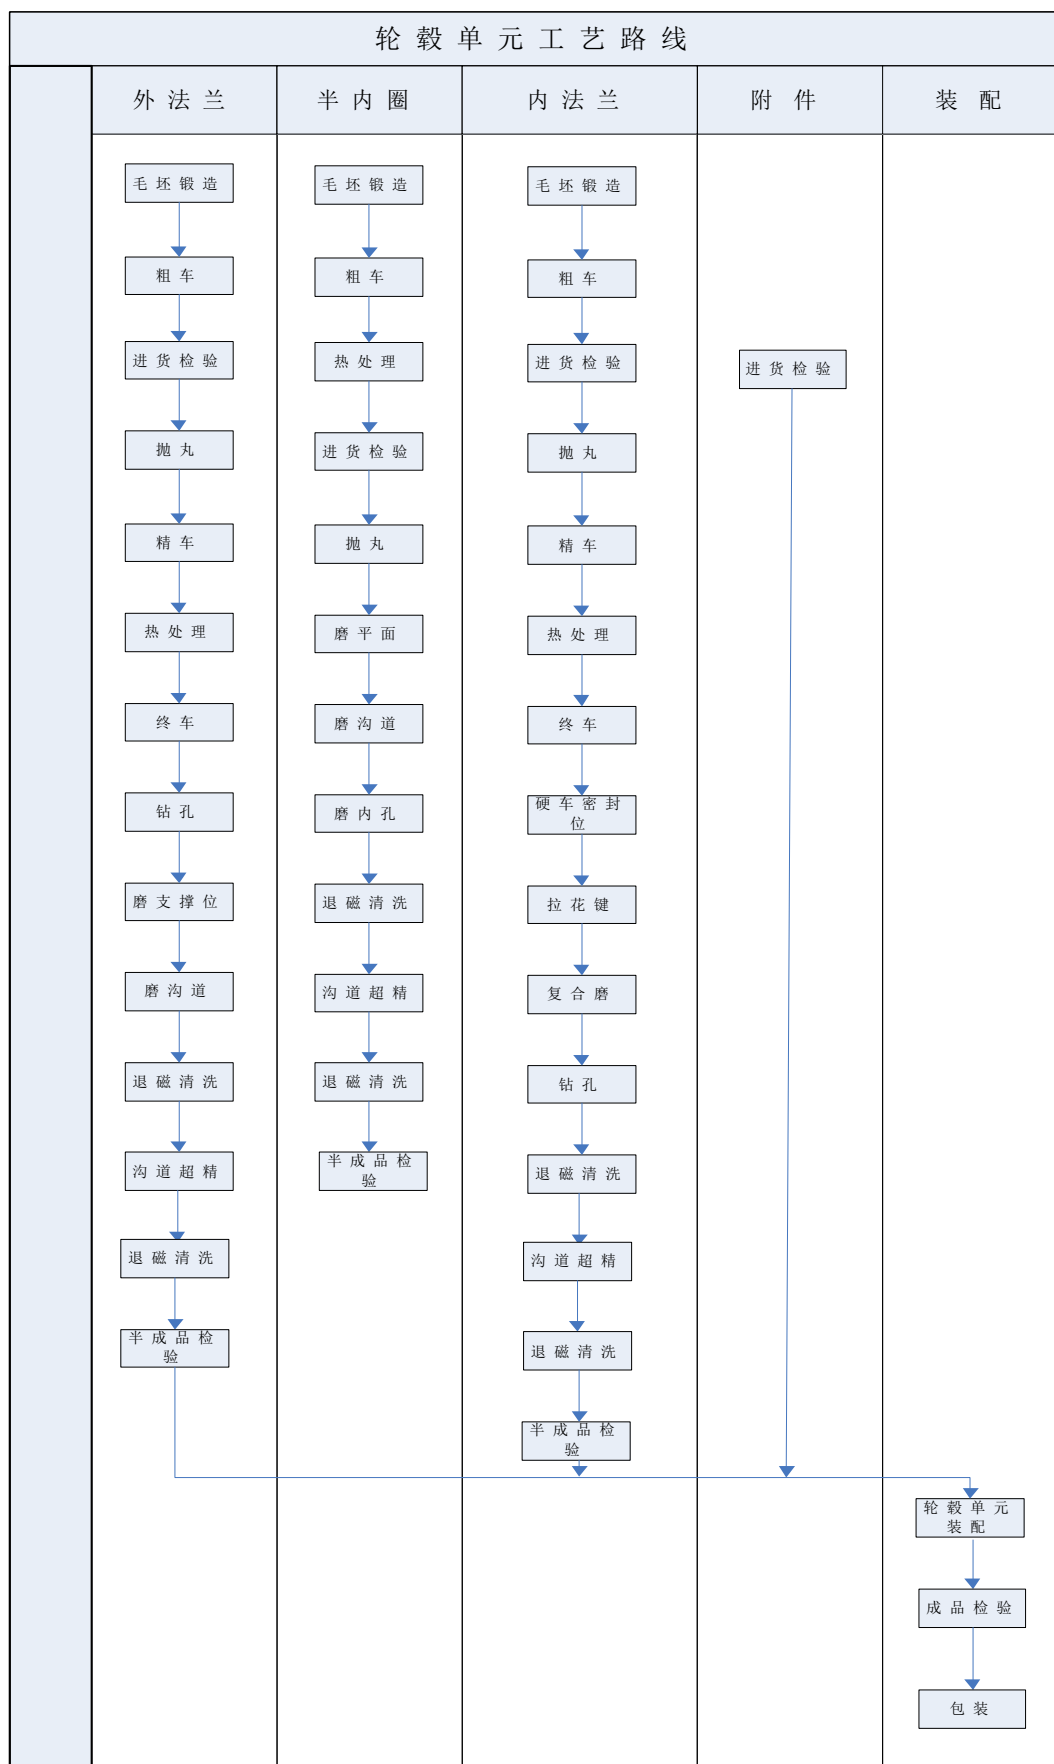 轮毂单元工艺路线
外法兰
半内圈
内法兰
附件
装配
毛坯锻造
粗车
进货检验
抛丸
精车
热处理
终车
钻孔
磨支撑位
磨沟道
退磁清洗
沟道超精
退磁清洗
半成品检
验
毛坯锻造
粗车
热处理
进货检验
抛丸
磨平面
磨沟道
磨内孔
退磁清洗
沟道超精
退磁清洗
半成品检
验
毛坯锻造
粗车
进货检验
抛丸
精车
热处理
终车
硬车密封
位
拉花键
复合磨
钻孔
退磁清洗
沟道超精
退磁清洗
半成品检
验
进货检验
轮毂单元
装配
成品检验
包装